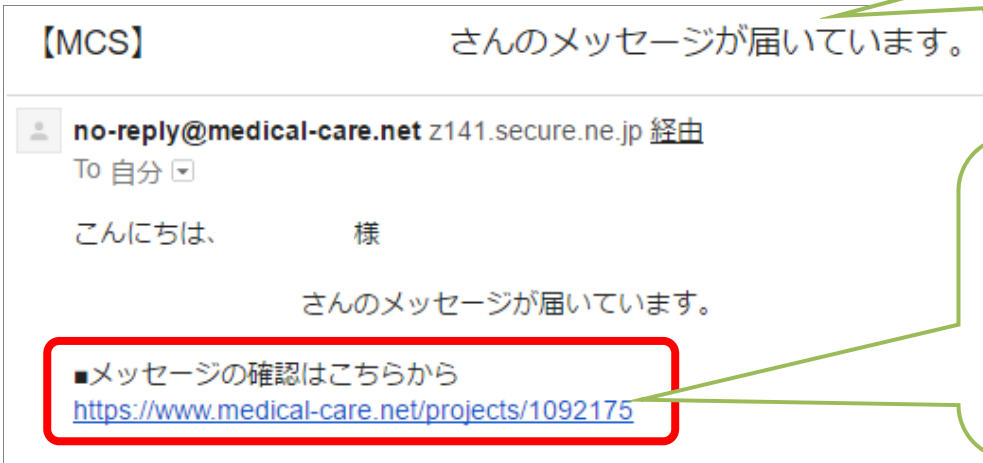 【MCS】 さんのメッセージが届いています。
no-reply@medical-care.net z141.secure.ne.jp 経由
To 自分
こんにちは、 様
さんのメッセージが届いています。
■メッセージの確認はこちらから
https://www.medical-care.net/projects/1092175